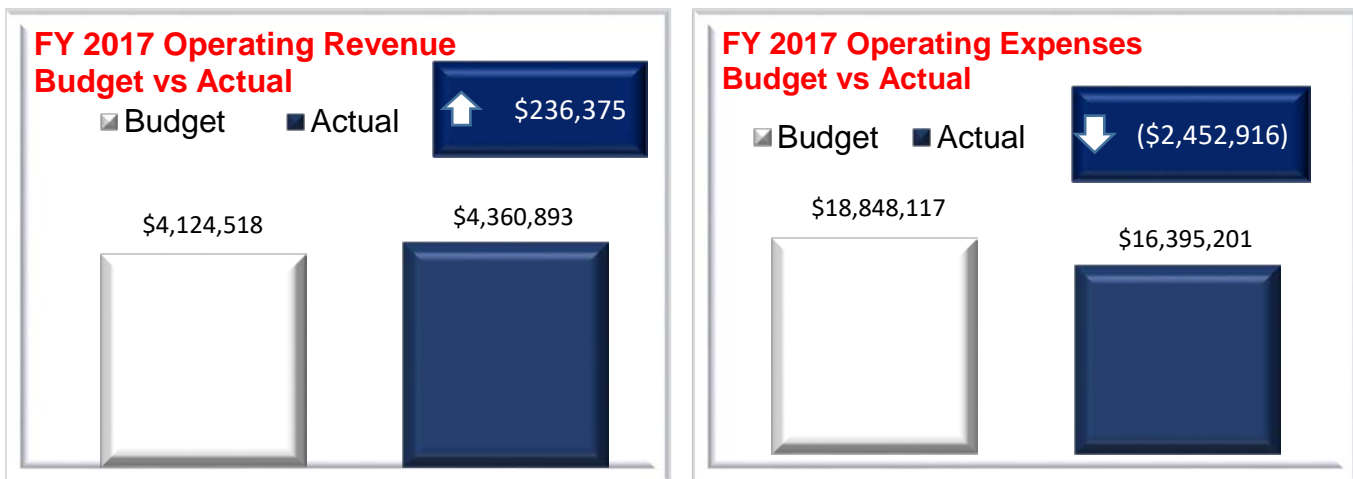 FY 2017 Operating Revenue
Budget vs Actual
Budget Actual
$236,375
$4,124,518
$4,360,893
FY 2017 Operating Expenses
Budget vs Actual
Budget Actual
($2,452,916)
$18,848,117
$16,395,201